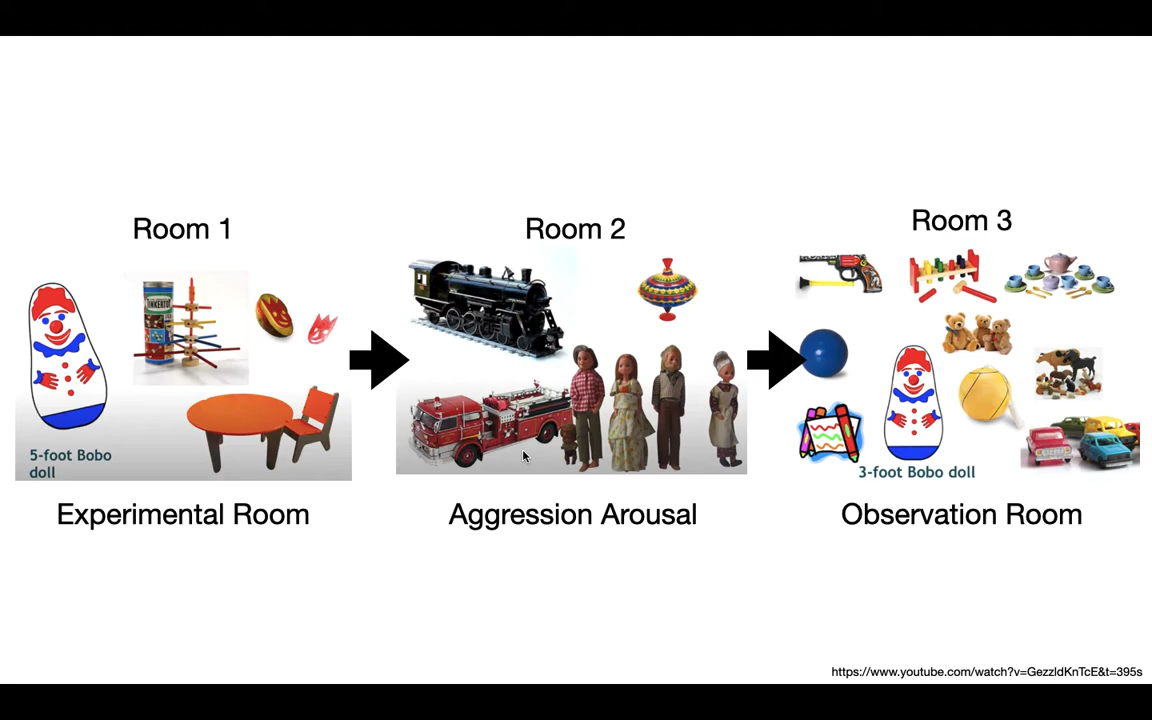 Room 1
Room 2
Room 3
TINKERTOY
5-foot Bobo
doll
3-foot Bobo doll
Experimental Room
Aggression Arousal
Observation Room
https://www.youtube.com/watch?v=GezzldKnTcE&t=395s